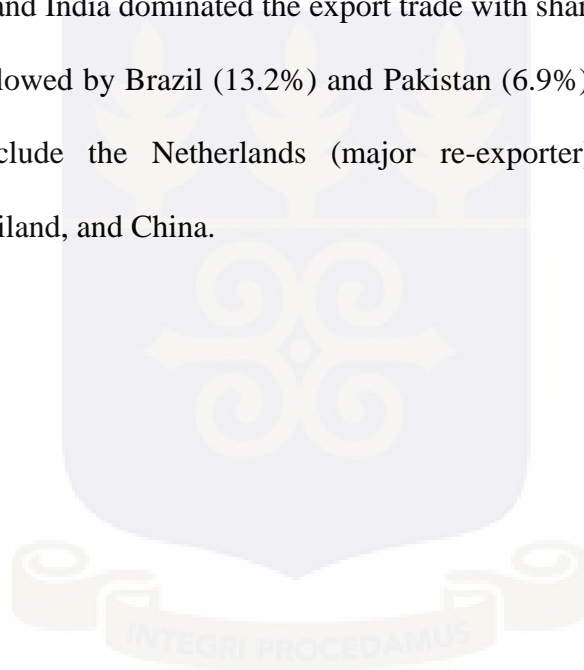 and India dominated the export trade with shar
lowed by Brazil (13.2%) and Pakistan (6.9%)
clude the Netherlands (major re-exporter)
iland, and China.
INTEGRI PROCEDAMUS